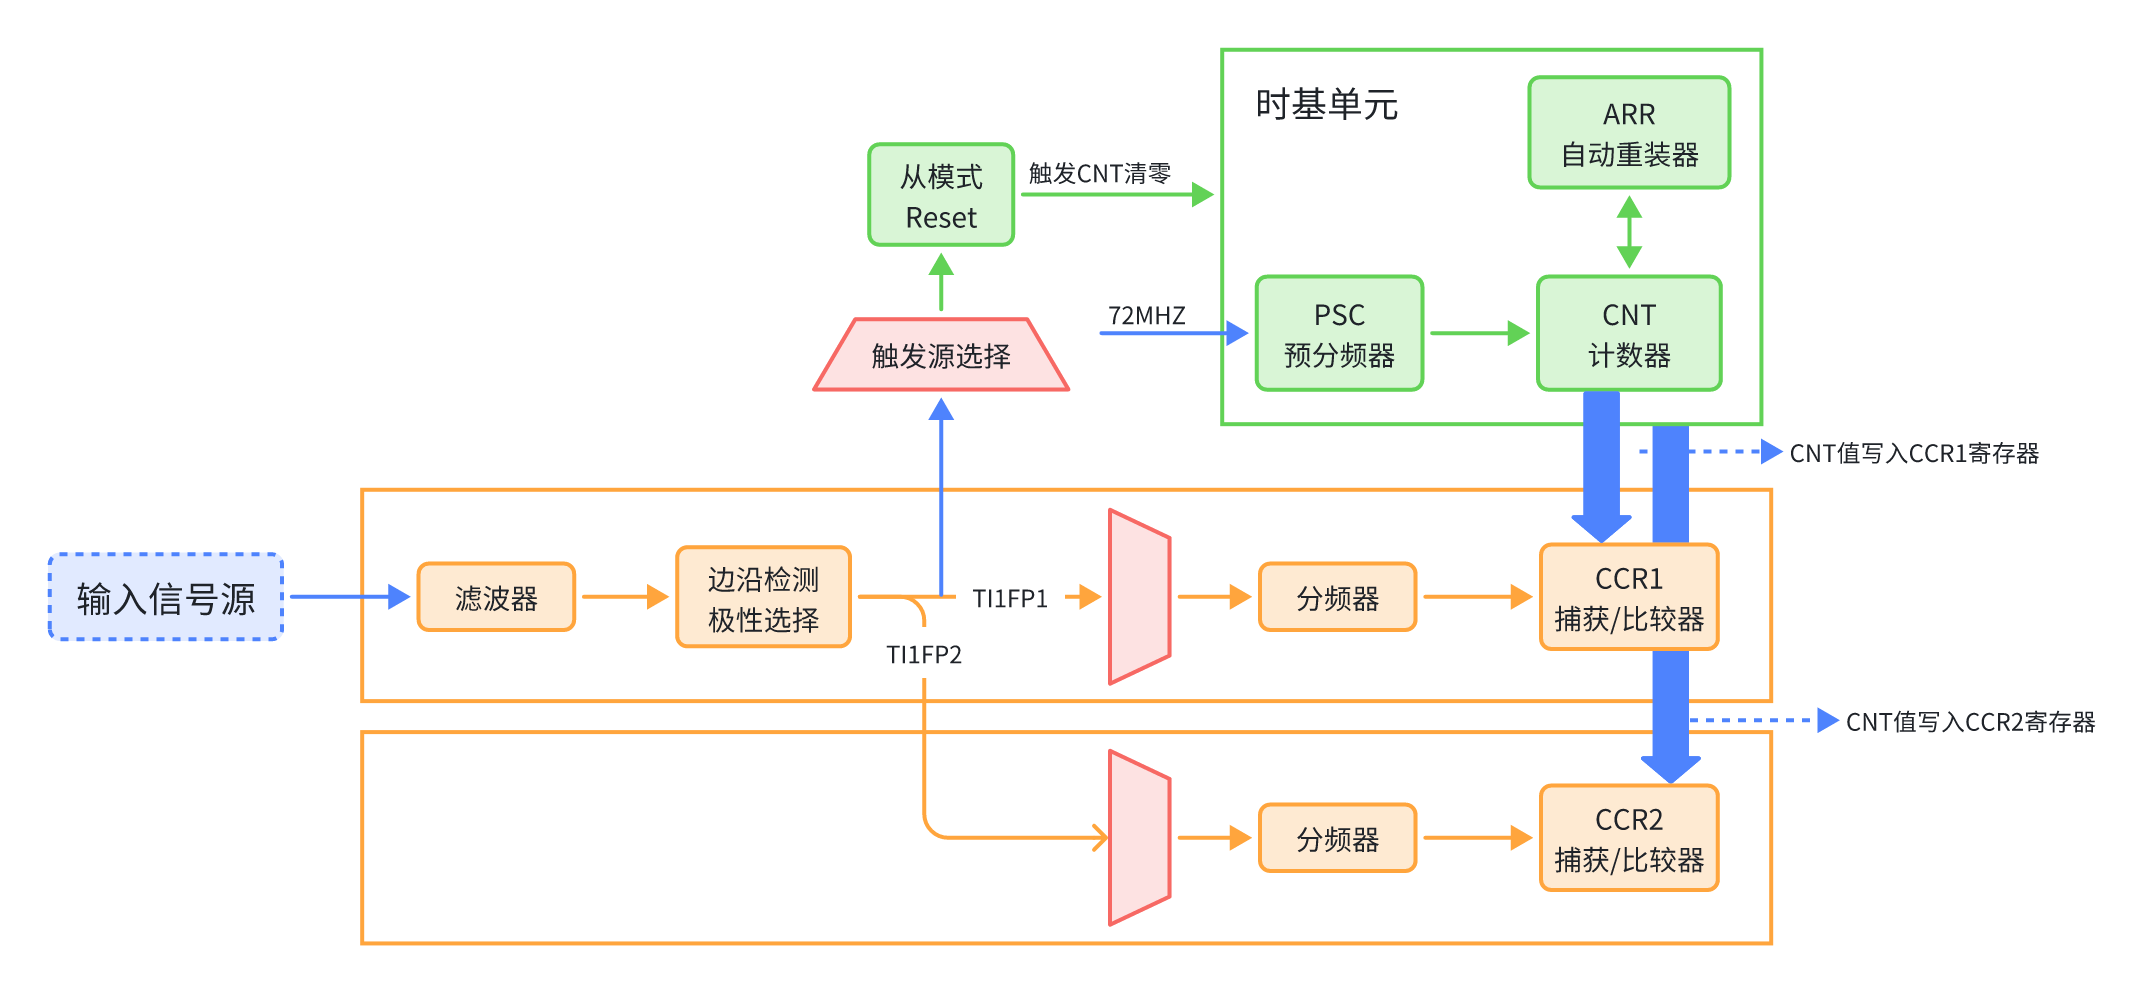 时基单元
ARR
自动重装器
从模式
Reset
触发CNT清零
72MHZ
PSC
预分频器
CNT
计数器
触发源选择
CNT值写入CCR1寄存器
输入信号源
滤波器
边沿检测
极性选择
TI1FP1
TI1FP2
分频器
CCR1
捕获/比较器
CNT值写入CCR2寄存器
分频器
CCR2
捕获/比较器